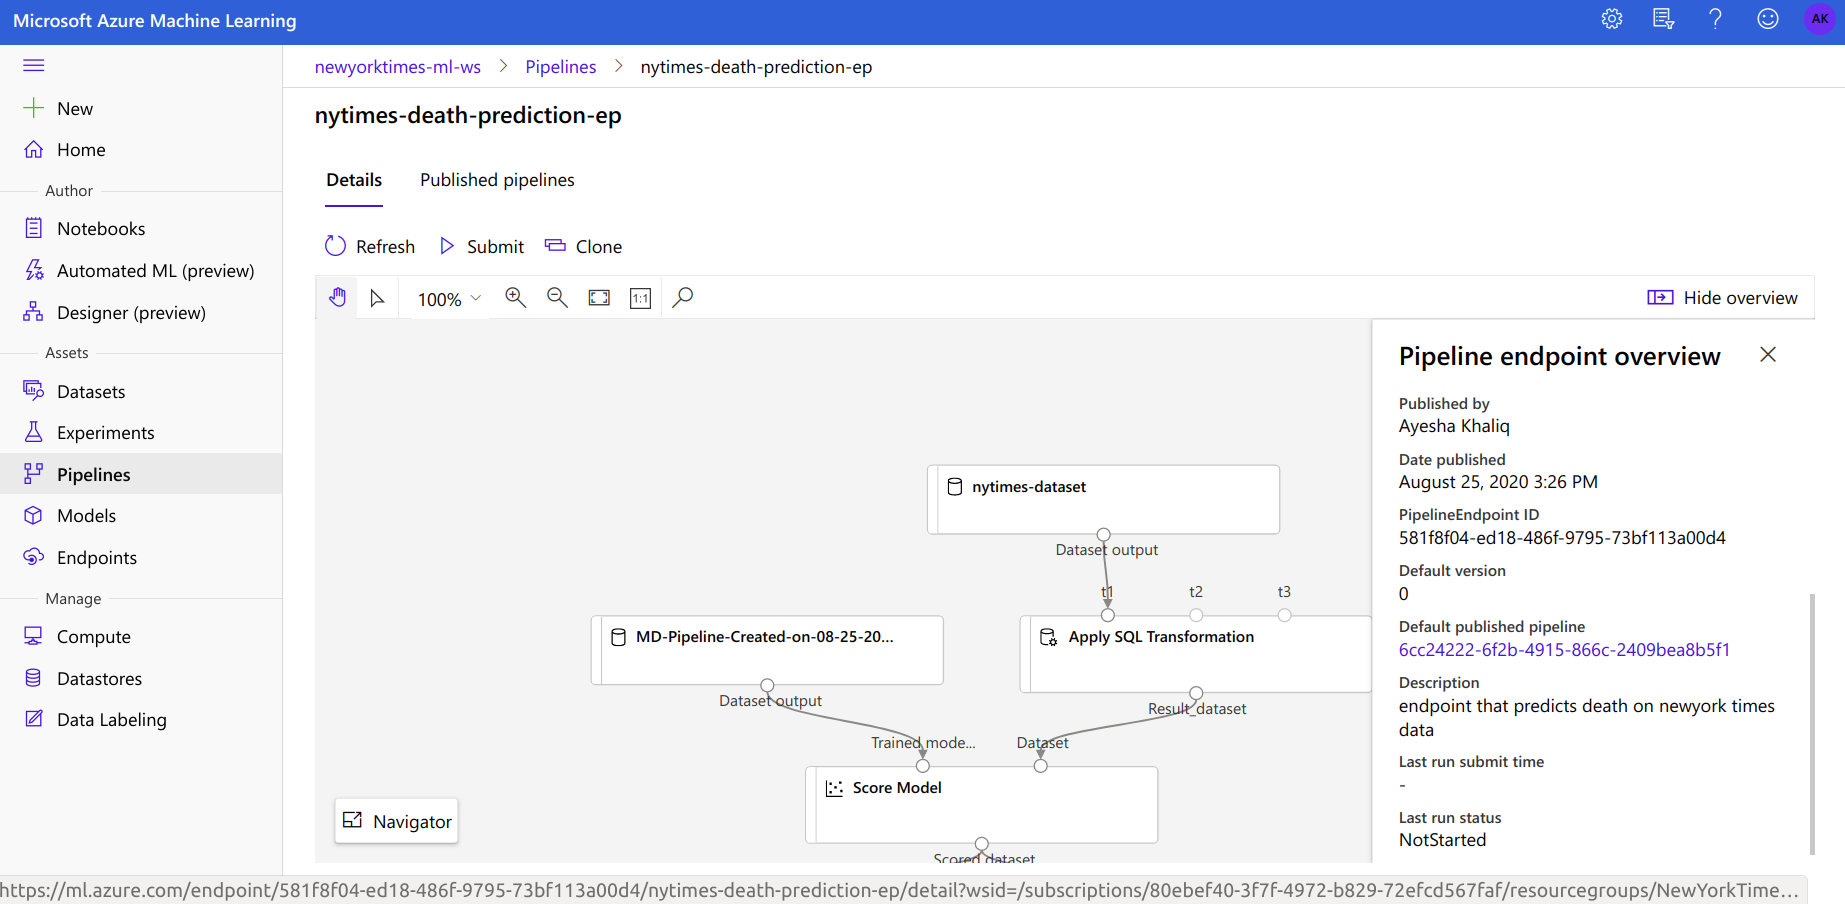 Microsoft Azure Machine Learning
AK
newyorktimes-ml-ws > Pipelines > nytimes-death-prediction-ep
New
Home
Author
Notebooks
Automated ML (preview)
Designer (preview)
Assets
Datasets
Experiments
Pipelines
Models
Endpoints
Manage
Compute
Datastores
Data Labeling
nytimes-death-prediction-ep
Details
Published pipelines
Refresh
Submit
Clone
100%
1:1
Hide overview
nytimes-dataset
Dataset output
t1
t2
t3
MD-Pipeline-Created-on-08-25-20...
Apply SQL Transformation
Dataset output
Result_dataset
Trained mode...
Dataset
Score Model
Scored dataset
Navigator
Pipeline endpoint overview
Published by
Ayesha Khaliq
Date published
August 25, 2020 3:26 PM
PipelineEndpoint ID
581f8f04-ed18-486f-9795-73bf113a00d4
Default version
0
Default published pipeline
6cc24222-6f2b-4915-866c-2409bea8b5f1
Description
endpoint that predicts death on newyork times
data
Last run submit time
-
Last run status
NotStarted
https://ml.azure.com/endpoint/581f8f04-ed18-486f-9795-73bf113a00d4/nytimes-death-prediction-ep/detail?wsid=/subscriptions/80ebef40-3f7f-4972-b829-72efcd567faf/resourcegroups/NewYorkTime...